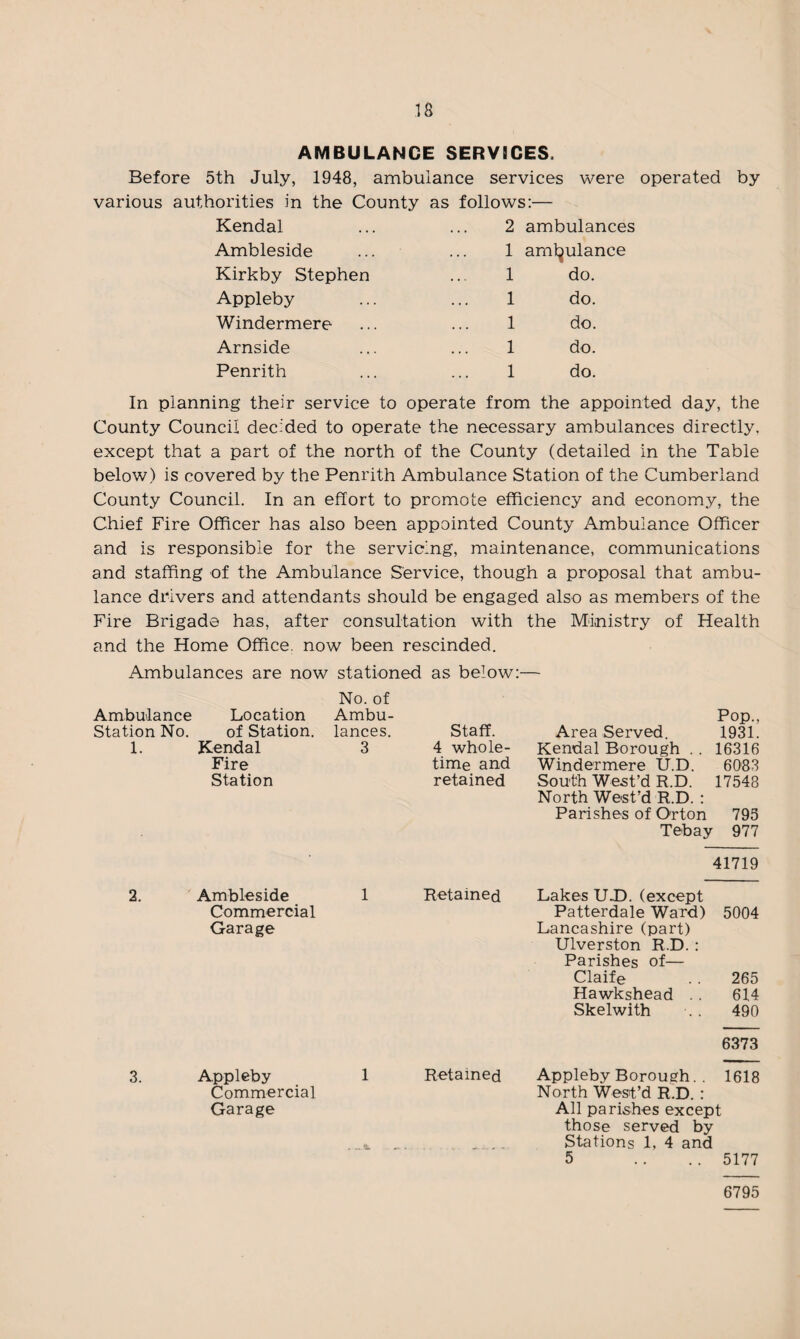 18
AMBULANCE SERVICES.
Before 5th July, 1948, ambulance services were operated by
various authorities in the County as follows:—
Kendal ... ... 2 ambulances
Ambleside ... ... 1 ambulance
Kirkby Stephen ... 1 do.
Appleby ... ... 1 do.
Windermere ... ... 1 do.
Arnside ... ... 1 do.
Penrith ... ... 1 do.
In planning their service to operate from the appointed day, the
County Council decided to operate the necessary ambulances directly,
except that a part of the north of the County (detailed in the Table
below) is covered by the Penrith Ambulance Station of the Cumberland
County Council. In an effort to promote efficiency and economy, the
Chief Fire Officer has also been appointed County Ambulance Officer
and is responsible for the servicing, maintenance, communications
and staffing of the Ambulance Service, though a proposal that ambu-
lance drivers and attendants should be engaged also as members of the
Fire Brigade has, after consultation with the Ministry of Health
and the Home Office. now been rescinded.
Ambulances are now stationed as below:—
No. of
Ambulance Location Ambu- Pop.,
Station No. of Station. lances. Staff. Area Served. 1931.
1. Kendal 3 4 whole- Kendal Borough . . 16316
Fire time and Windermere U.D. 6083
Station retained South West'd R.D. 17548
North West'd R.D. :
Parishes of Orton 795
Tebay 977
41719
2. Ambleside 1 Retained Lakes U.D. (except
Commercial Patterdale Ward) 5004
Garage Lancashire (part)
Ulverston R.D. :
Parishes of—
Claife . . 265
Hawkshead . . 614
Skelwith . . 490
6373
3. Appleby 1 Retained Appleby Borough. . 1618
Commercial North West'd R.D. :
Garage All parishes except
those served by
Stations 1, 4 and
5 . . . . 5177
6795